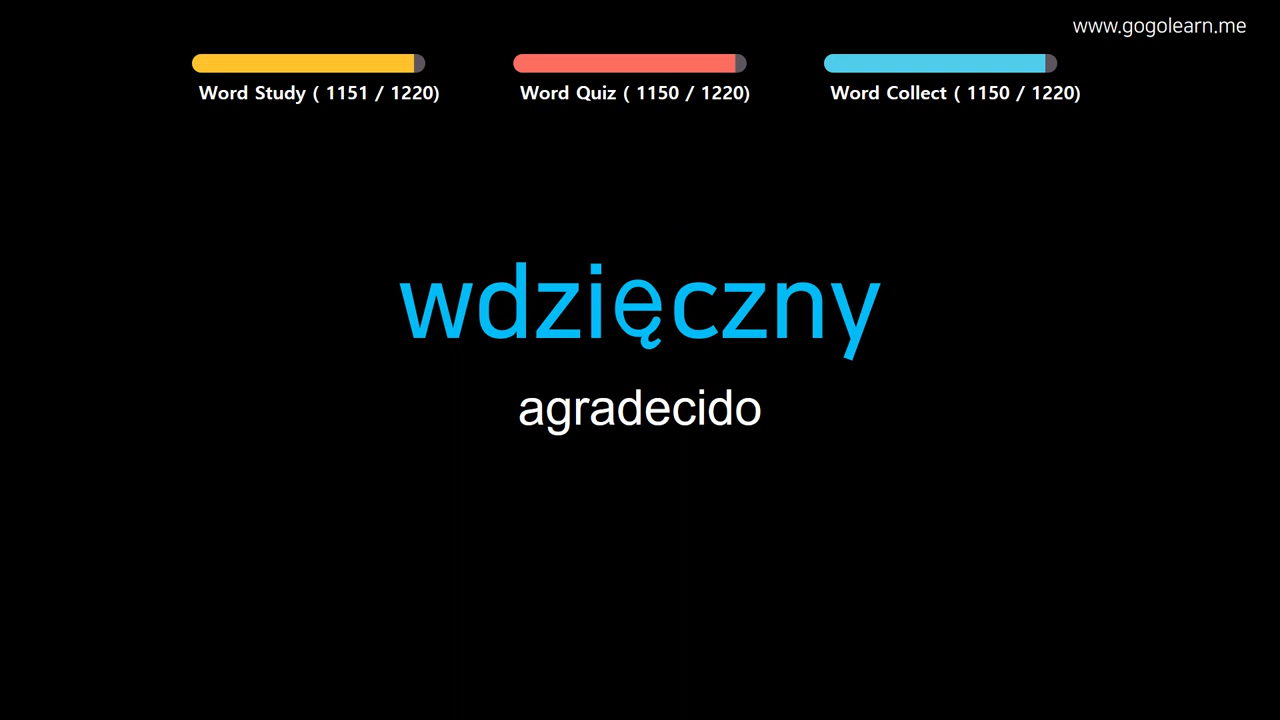 www.gogolearn.me
Word Study ( 1151 / 1220)
Word Quiz ( 1150 / 1220)
Word Collect ( 1150 / 1220)
wdzięczny
agradecido